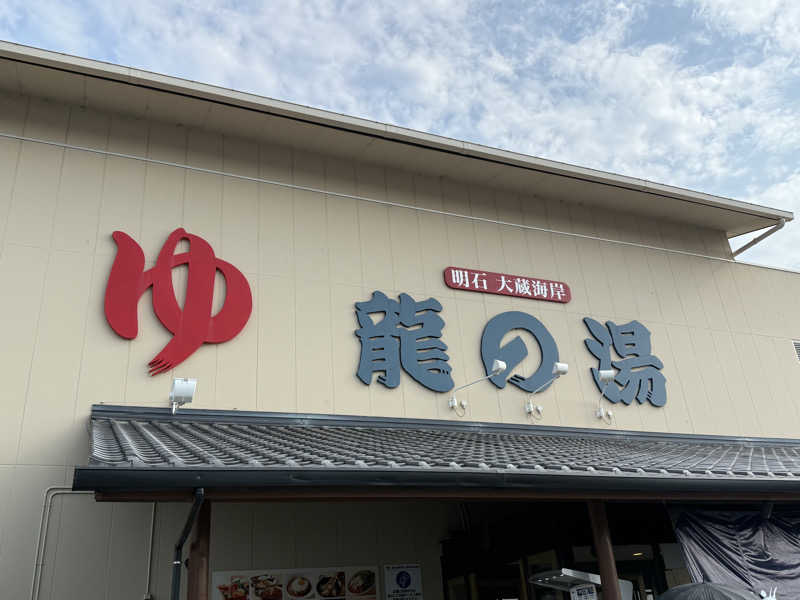 ゆ
明石 大蔵海岸
龍の湯